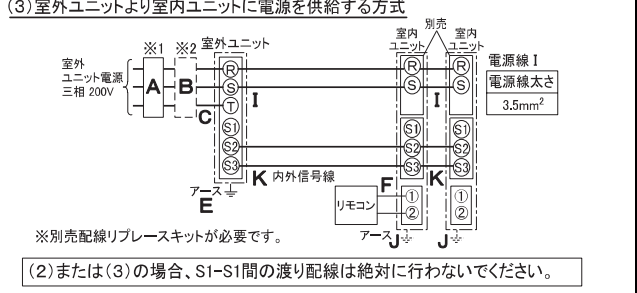 (3)室外ユニットより室内ユニットに電源を供給する方式
※1 ※2 室外ユニット
別売
室内ユニット
室内ユニット
室外
ユニット電源
三相 200V
A
B
C
R
S
T
S1
S2
S3
I
R
S
S1
S2
S3
I
R
S
S1
S2
S3
電源線 I
電源線太さ
3.5mm²
K 内外信号線
K
アース
E
F
リモコン
①
②
①
②
アース J
J
※別売配線リプレースキットが必要です。
(2)または(3)の場合、S1-S1間の渡り配線は絶対に行わないでください。